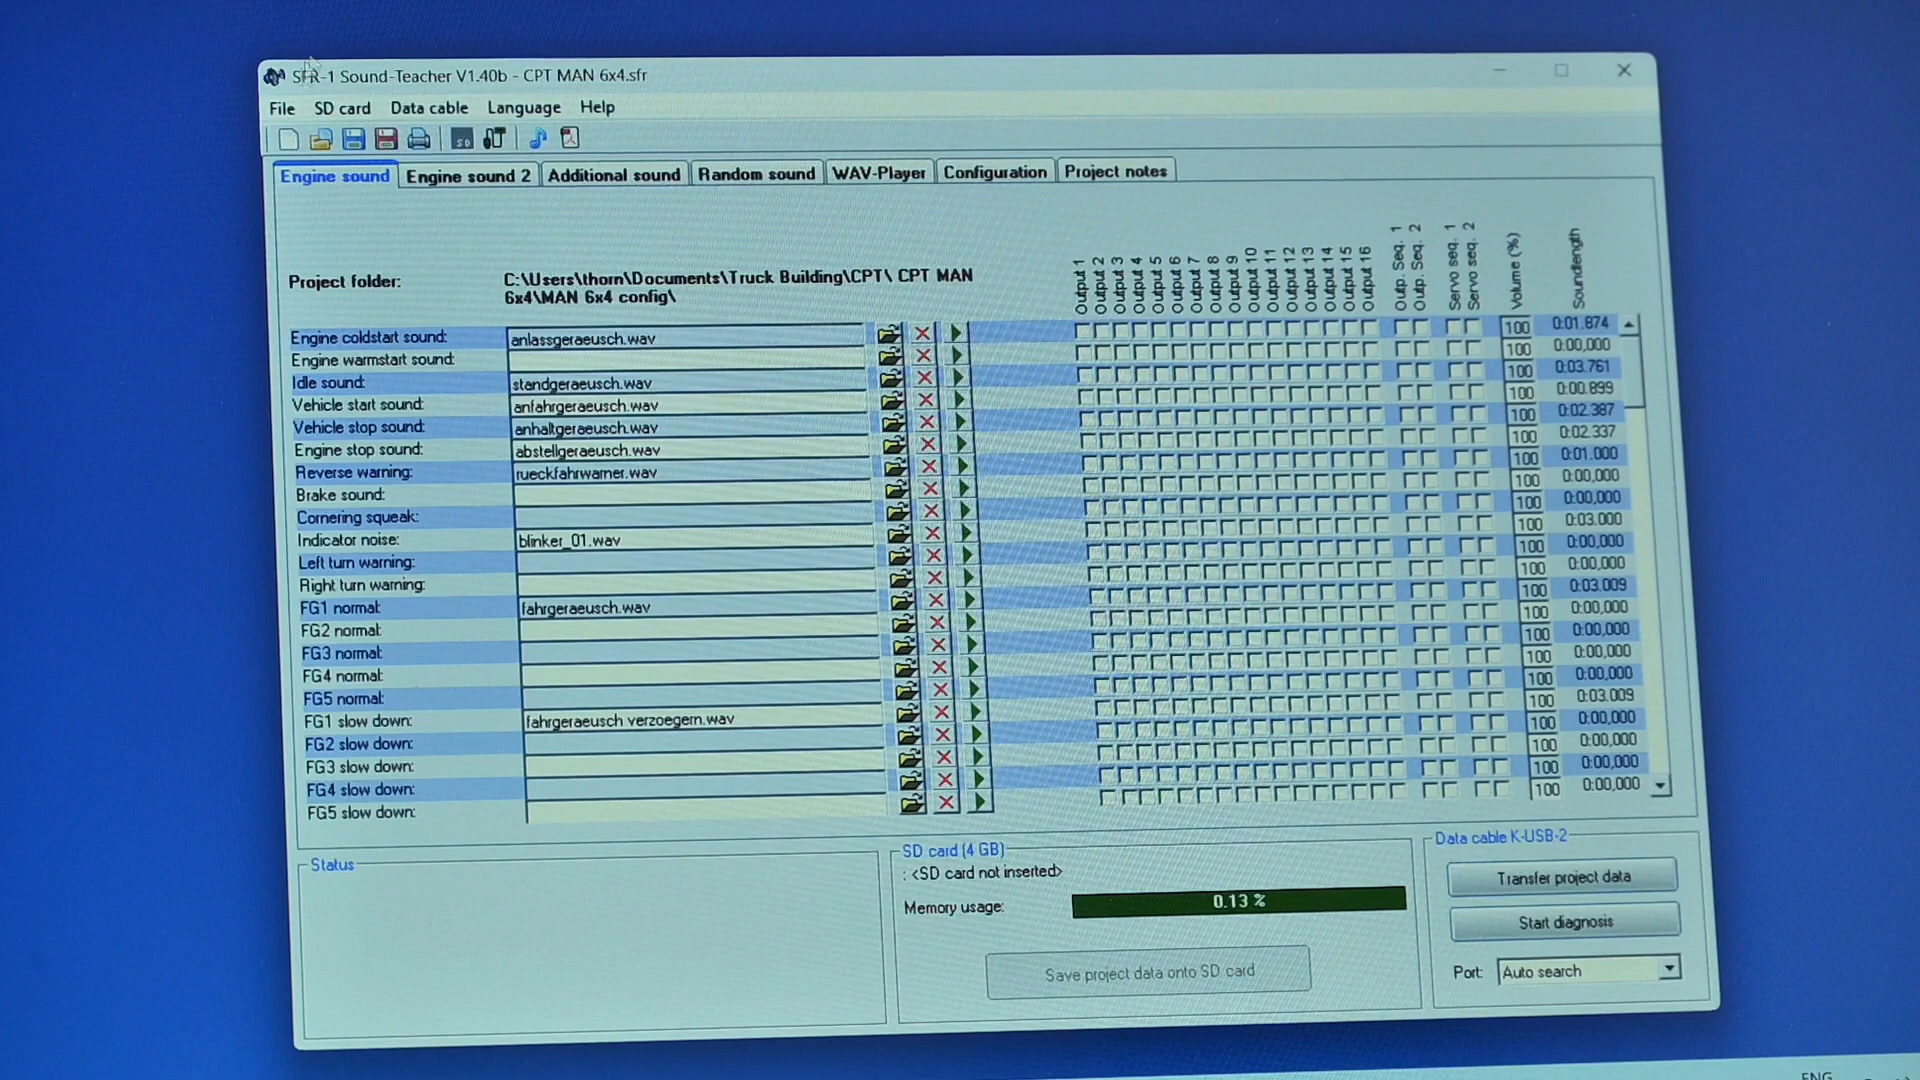 SFR-1 Sound-Teacher V1.40b - CPT MAN 6x4.sfr
File SD card Data cable Language Help
Engine sound Engine sound 2 Additional sound Random sound WAV-Player Configuration Project notes
Output 1 Output 2 Output 3 Output 4 Output 5 Output 6 Output 7 Output 8 Output 9 Output 10 Output 11 Output 12 Output 13 Output 14 Output 15 Output 16 Outp. Seq. 1 Outp. Seq. 2 Servo seq. 1 Servo seq. 2 Volume (%) Soundlength
Project folder: C:\Users\thorn\Documents\Truck Building\CPT\ CPT MAN
6x4\MAN 6x4 config\
Engine coldstart sound: anlassgeraeusch.wav 100 0:01.874
Engine warmstart sound: 100 0:00,000
Idle sound: standgeraeusch.wav 100 0:03.761
Vehicle start sound: anfahrgeraeusch.wav 100 0:00.899
Vehicle stop sound: anhaltgeraeusch.wav 100 0:02.387
Engine stop sound: abstellgeraeusch.wav 100 0:02.337
Reverse warning: rueckfahrwarner.wav 100 0:01.000
Brake sound: 100 0:00,000
Cornering squeak: 100 0:00,000
Indicator noise: blinker_01.wav 100 0:03.000
Left turn warning: 100 0:00,000
Right turn warning: 100 0:00,000
FG1 normal: fahrgeraeusch.wav 100 0:03.009
FG2 normal: 100 0:00,000
FG3 normal: 100 0:00,000
FG4 normal: 100 0:00,000
FG5 normal: 100 0:00,000
FG1 slow down: fahrgeraeusch verzoegern.wav 100 0:03.009
FG2 slow down: 100 0:00,000
FG3 slow down: 100 0:00,000
FG4 slow down: 100 0:00,000
FG5 slow down: 100 0:00,000
Status
SD card (4 GB)
: <SD card not inserted>
Memory usage: 0.13 %
Save project data onto SD card
Data cable K-USB-2
Transfer project data
Start diagnosis
Port: Auto search
ENG